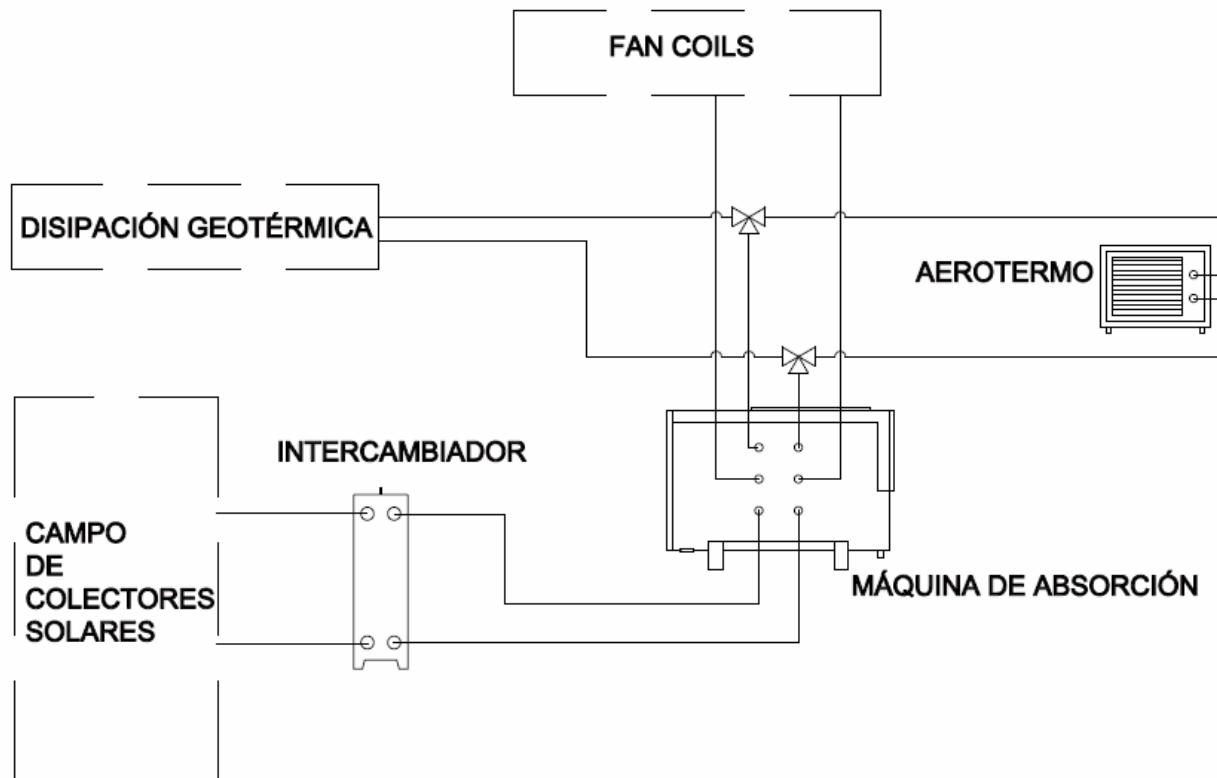 FAN COILS
DISIPACIÓN GEOTÉRMICA
AEROTERMO
INTERCAMBIADOR
CAMPO
DE
COLECTORES
SOLARES
MÁQUINA DE ABSORCIÓN